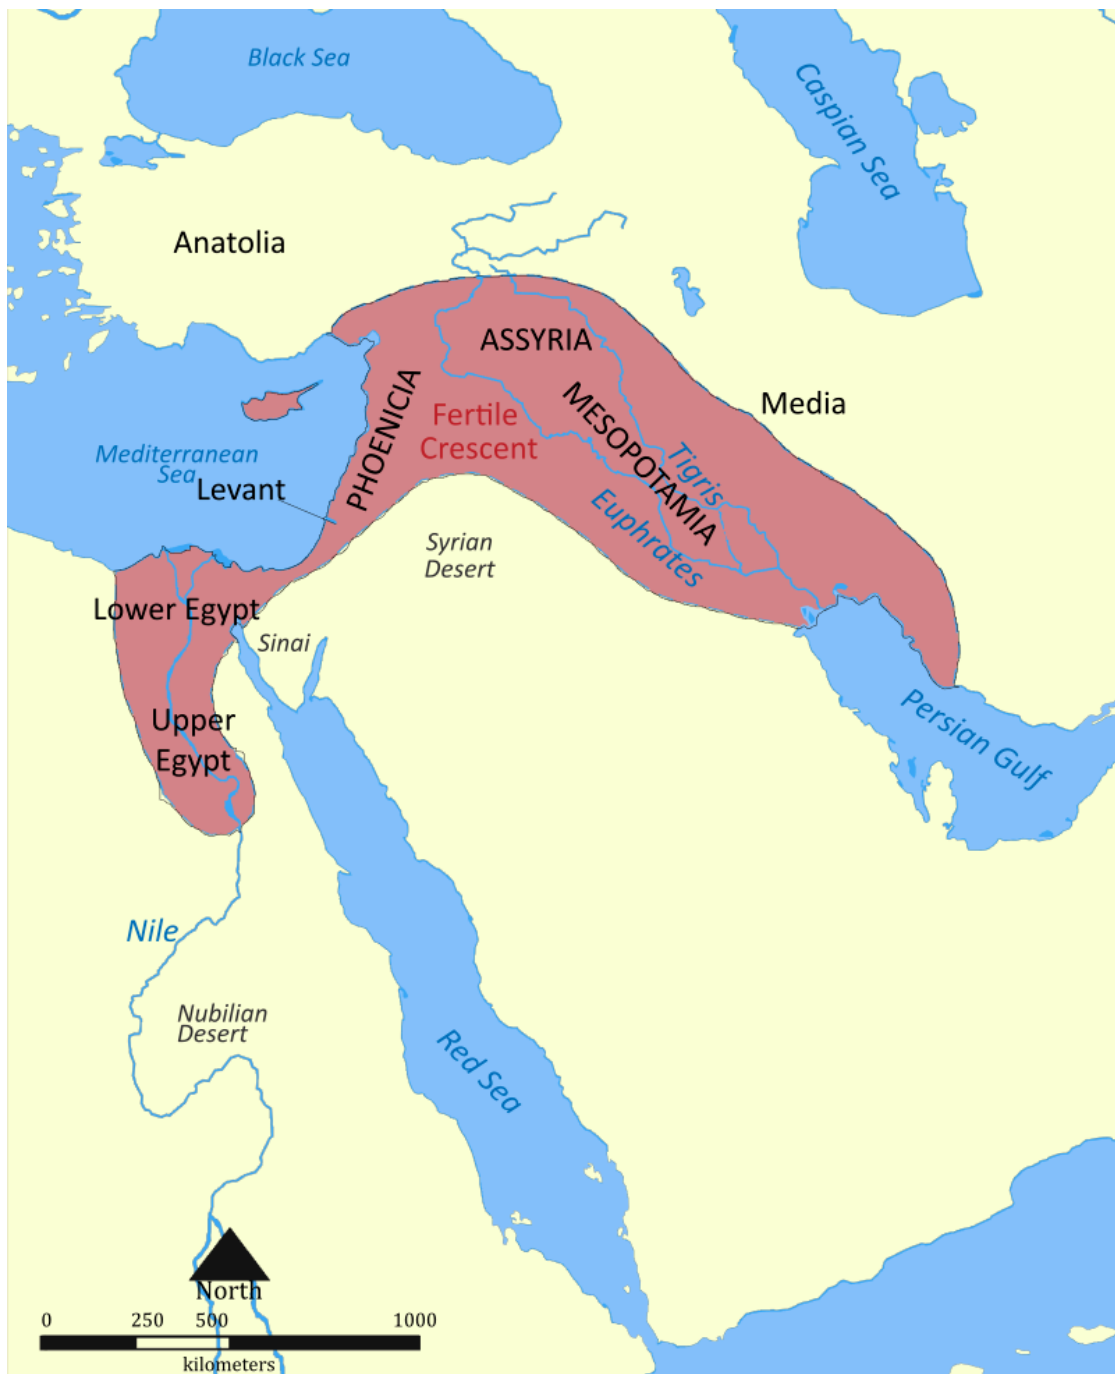 Black Sea
Caspian Sea
Anatolia
ASSYRIA
Media
PHOENICIA
Fertile
Crescent
MESOPOTAMIA
Tigris
Mediterranean
Sea
Levant
Euphrates
Syrian
Desert
Lower Egypt
Sinai
Upper
Egypt
Persian Gulf
Nile
Nubilian
Desert
Red Sea
North
0 250 500 1000
kilometers